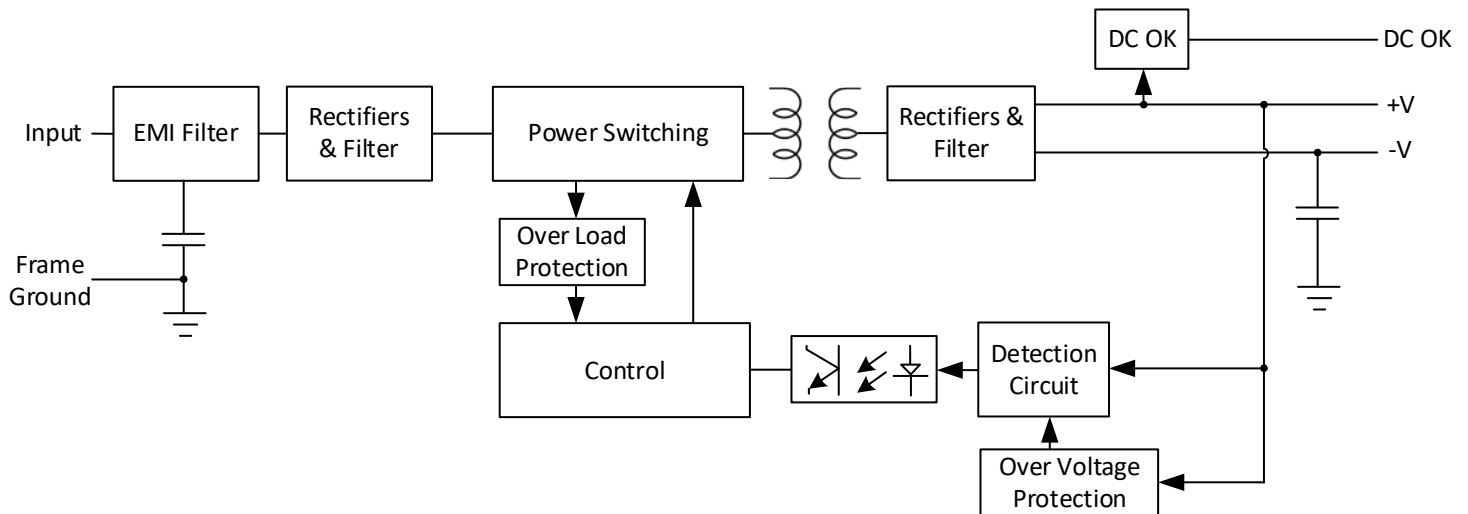 DC OK
DC OK
Input
EMI Filter
Rectifiers
& Filter
Power Switching
Rectifiers &
Filter
+V
-V
Over Load
Protection
Frame
Ground
Control
Detection
Circuit
Over Voltage
Protection